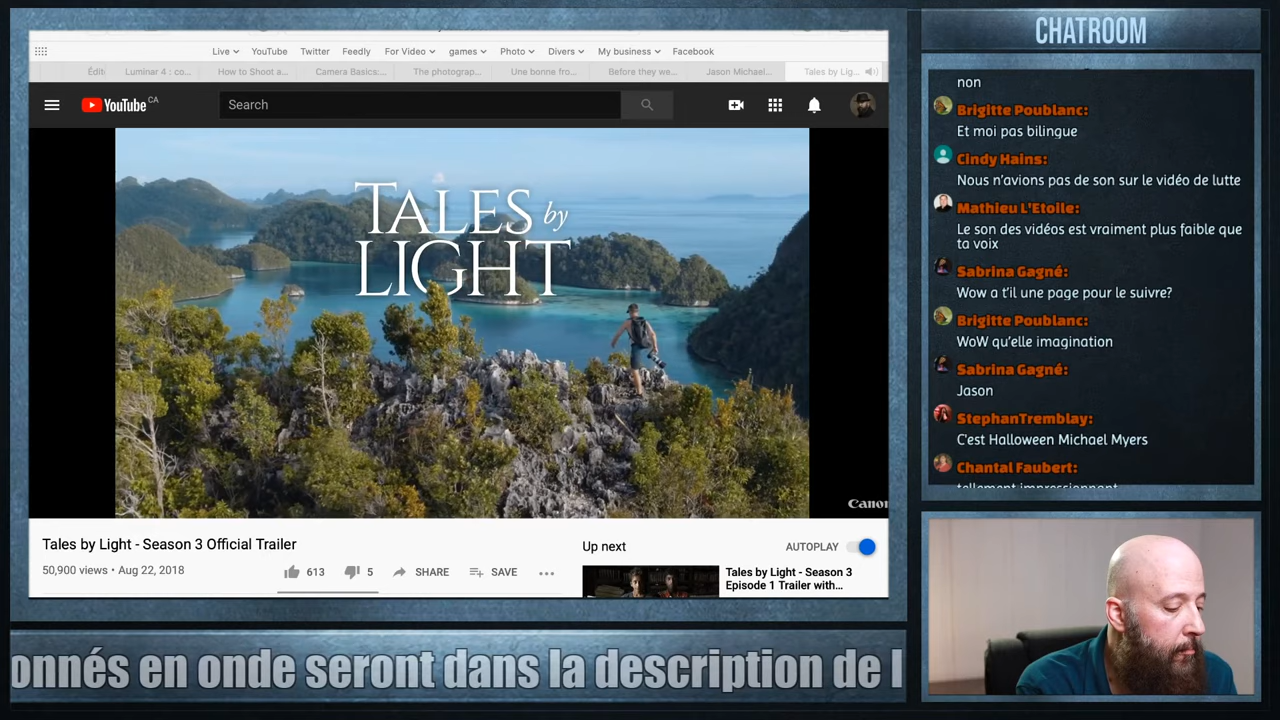 CHATROOM
Live YouTube Twitter Feedly For Video games Photo Divers My business Facebook
Édit Luminar 4 : co... How to Shoot a... Camera Basics:... The photograp... Une bonne fro... Before they we... Jason Michael... Tales by Lig...
YouTube CA
Search
TALES by
LIGHT
Canon
Tales by Light - Season 3 Official Trailer
50,900 views • Aug 22, 2018
613 5 SHARE SAVE
Up next AUTOPLAY
Tales by Light - Season 3
Episode 1 Trailer with...
non
Brigitte Poublanc:
Et moi pas bilingue
Cindy Hains:
Nous n'avions pas de son sur le vidéo de lutte
Mathieu L'Etoile:
Le son des vidéos est vraiment plus faible que
ta voix
Sabrina Gagné:
Wow a t'il une page pour le suivre?
Brigitte Poublanc:
WoW qu'elle imagination
Sabrina Gagné:
Jason
StephanTremblay:
C'est Halloween Michael Myers
Chantal Faubert:
onnés en onde seront dans la description de l